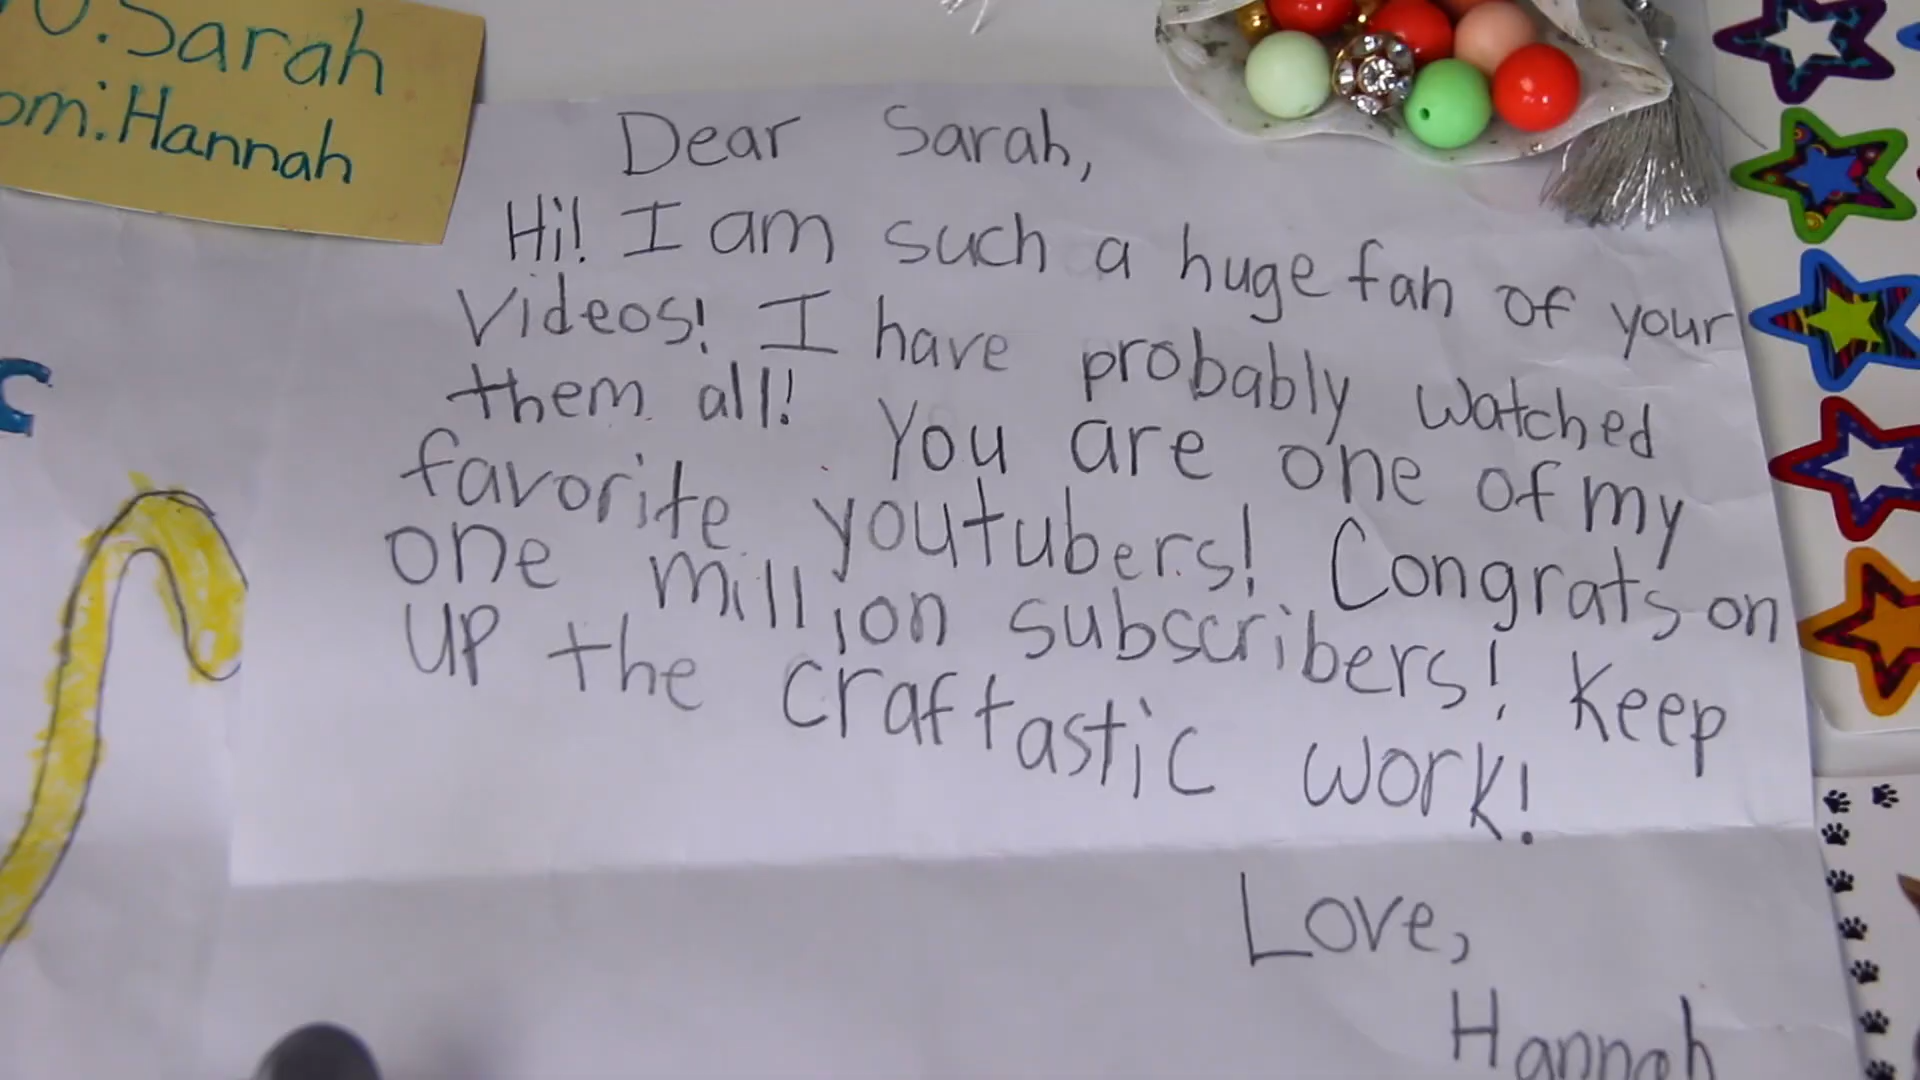 O: Sarah
om: Hannah
Dear Sarah,
Hi! I am such a huge fan of your
videos! I have probably watched
them all! You are one of my
favorite youtubers! Congrats on
one million subscribers! Keep
up the craftastic work!
Love,
Hannah
C